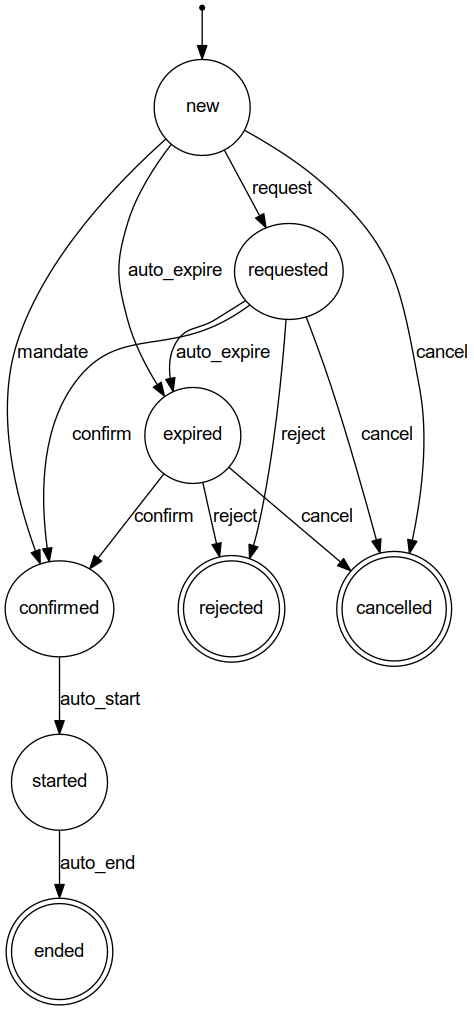 new
request
requested
auto_expire
mandate
auto_expire
cancel
confirm
expired
reject
cancel
confirm
reject
cancel
confirmed
rejected
cancelled
auto_start
started
auto_end
ended